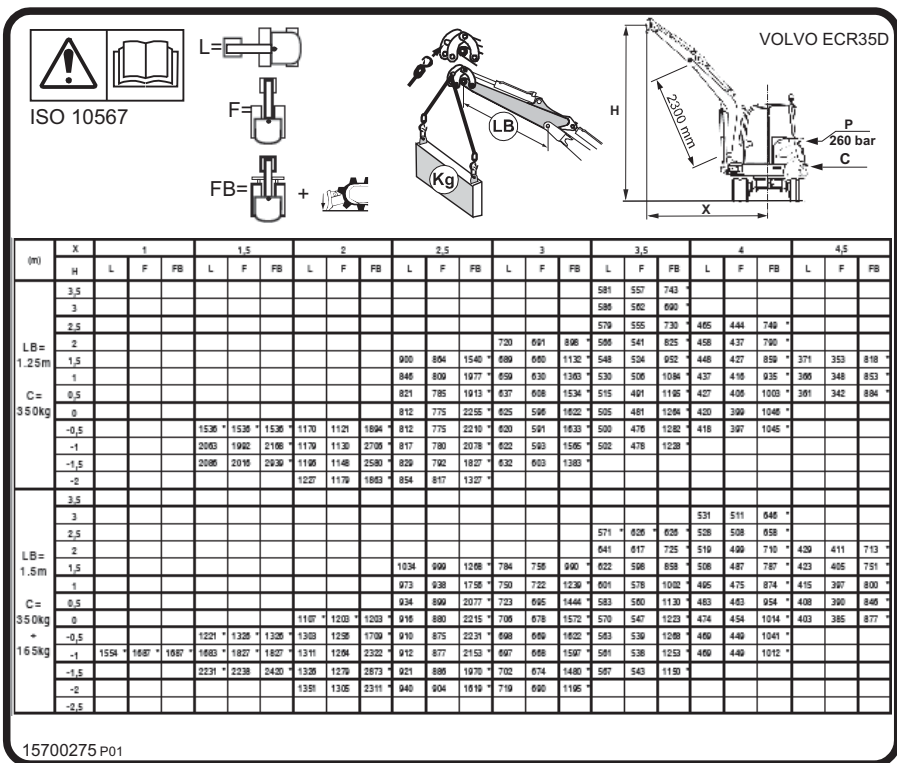 VOLVO ECR35D
ISO 10567
L=
F=
FB= +
LB
Kg
H
2300 mm
P
260 bar
C
X
(m) X 1 1,5 2 2,5 3 3,5 4 4,5
H L F FB L F FB L F FB L F FB L F FB L F FB L F FB L F FB
LB= 1.25m C= 350kg
3,5 581 557 743 *
3 586 562 690 *
2,5 579 555 730 * 465 444 749 *
2 720 691 898 * 566 541 825 * 458 437 790 *
1,5 900 864 1540 * 689 660 1132 * 548 524 952 * 448 427 859 * 371 353 818 *
1 846 809 1977 * 659 630 1363 * 530 506 1084 * 437 416 935 * 366 348 853 *
0,5 821 785 1913 * 637 608 1534 * 515 491 1195 * 427 406 1003 * 361 342 884 *
0 812 775 2255 * 625 596 1622 * 505 481 1264 * 420 399 1046 *
-0,5 1536 * 1536 * 1536 * 1170 1121 1894 * 812 775 2210 * 620 591 1633 * 500 476 1282 * 418 397 1045 *
-1 2063 1992 2168 * 1179 1130 2706 * 817 780 2078 * 622 593 1565 * 502 478 1228 *
-1,5 2086 2016 2939 * 1196 1148 2580 * 829 792 1827 * 632 603 1383 *
-2 1227 1179 1863 * 854 817 1327 *
LB= 1.5m C= 350kg + 165kg
3,5
3 531 511 646 *
2,5 571 * 626 * 626 * 528 508 658 *
2 641 617 725 * 519 499 710 * 429 411 713 *
1,5 1034 999 1268 * 784 756 990 * 622 598 858 * 508 487 787 * 423 405 751 *
1 973 938 1756 * 750 722 1239 * 601 578 1002 * 495 475 874 * 415 397 800 *
0,5 934 899 2077 * 723 695 1444 * 583 560 1130 * 483 463 954 * 408 390 846 *
0 1107 * 1203 * 1203 * 916 880 2215 * 706 678 1572 * 570 547 1223 * 474 454 1014 * 403 385 877 *
-0,5 1221 * 1326 * 1326 * 1303 1256 1709 * 910 875 2231 * 698 669 1622 * 563 539 1268 * 469 449 1041 *
-1 1554 * 1687 * 1687 * 1683 * 1827 * 1827 * 1311 1264 2322 * 912 877 2153 * 697 668 1597 * 561 538 1253 * 469 449 1012 *
-1,5 2231 * 2238 2420 * 1326 1279 2873 * 921 886 1970 * 702 674 1480 * 567 543 1150 *
-2 1351 1305 2311 * 940 904 1619 * 719 690 1195 *
-2,5
15700275 P01